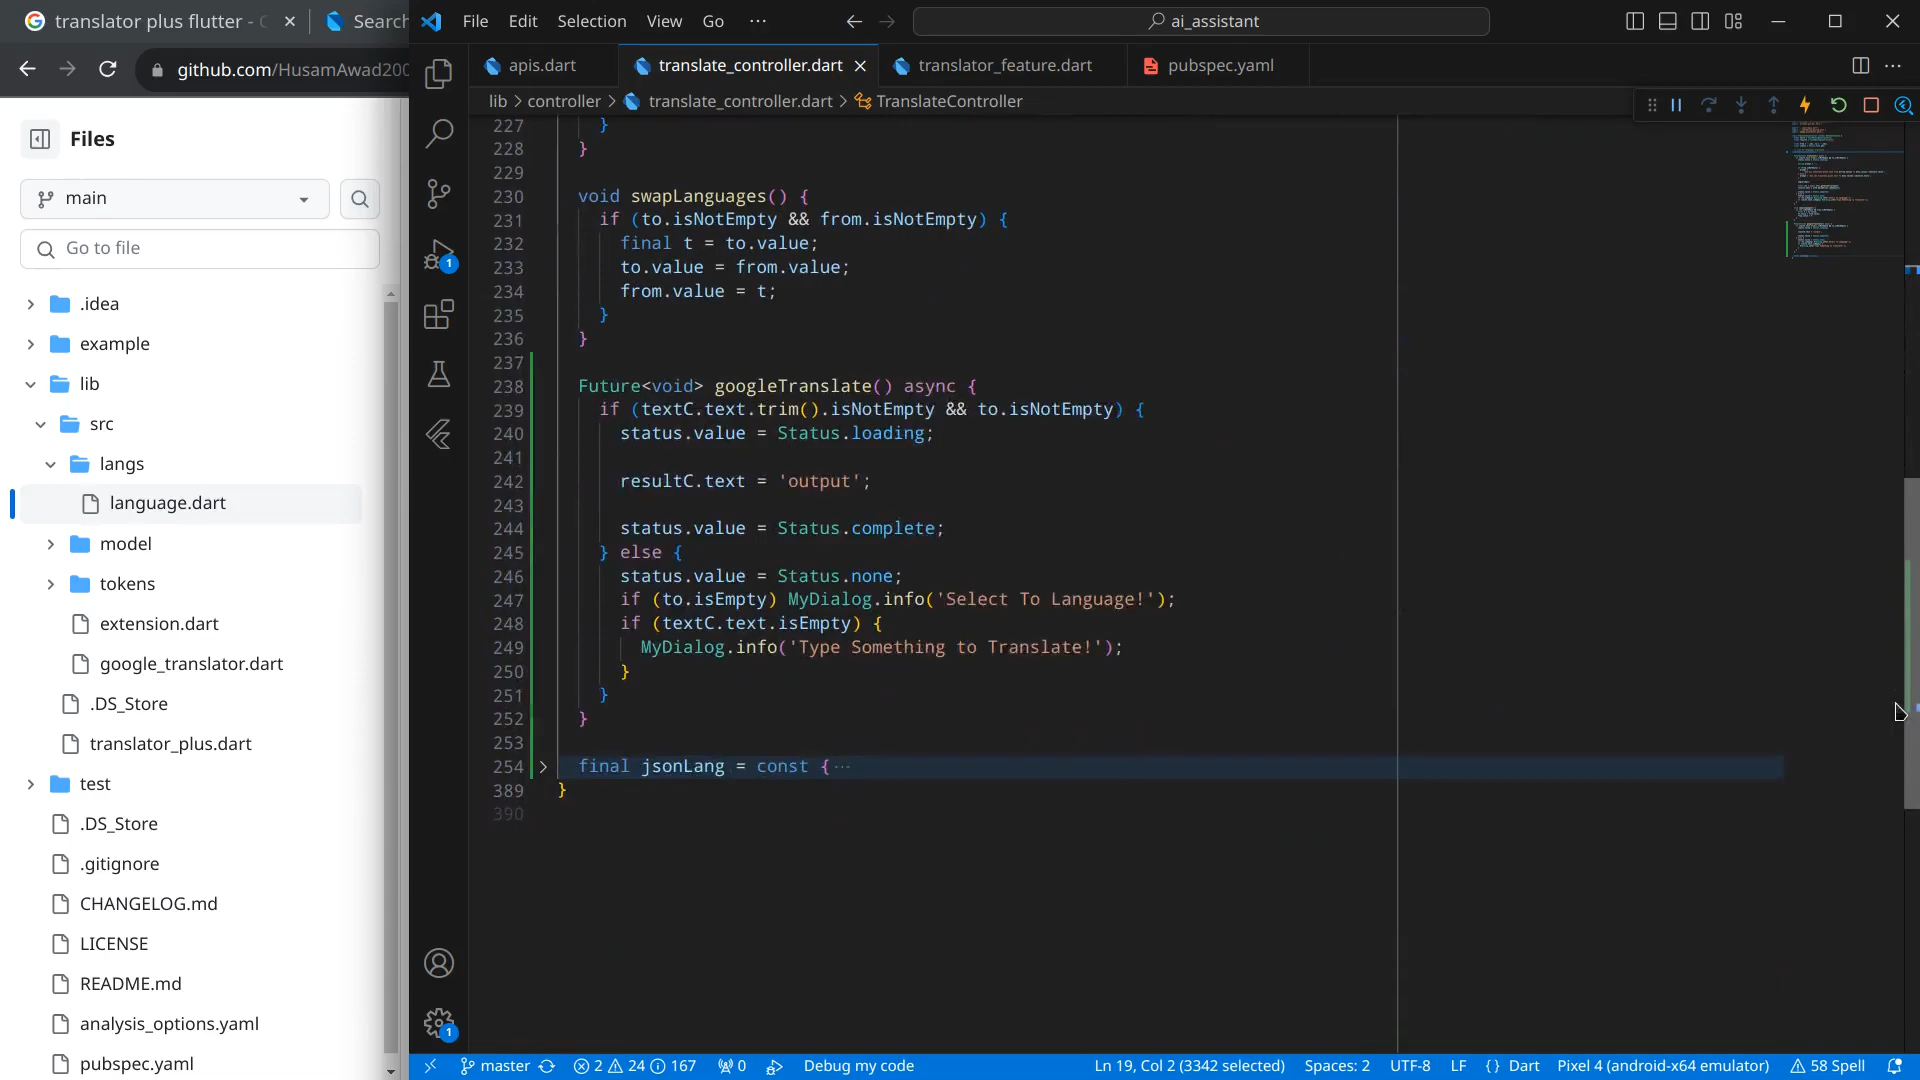 translator plus flutter -
Search
github.com/HusamAwad200
Files
main
Go to file
.idea
example
lib
src
langs
language.dart
model
tokens
extension.dart
google_translator.dart
.DS_Store
translator_plus.dart
test
.DS_Store
.gitignore
CHANGELOG.md
LICENSE
README.md
analysis_options.yaml
pubspec.yaml
File Edit Selection View Go ···
ai_assistant
apis.dart
translate_controller.dart
translator_feature.dart
pubspec.yaml
lib > controller > translate_controller.dart > TranslateController
227 }
228 }
229
230 void swapLanguages() {
231 if (to.isNotEmpty && from.isNotEmpty) {
232 final t = to.value;
233 to.value = from.value;
234 from.value = t;
235 }
236 }
237
238 Future<void> googleTranslate() async {
239 if (textC.text.trim().isNotEmpty && to.isNotEmpty) {
240 status.value = Status.loading;
241
242 resultC.text = 'output';
243
244 status.value = Status.complete;
245 } else {
246 status.value = Status.none;
247 if (to.isEmpty) MyDialog.info('Select To Language!');
248 if (textC.text.isEmpty) {
249 MyDialog.info('Type Something to Translate!');
250 }
251 }
252 }
253
254 final jsonLang = const { ···
389 }
390
1
1
master
2 24 167
0
Debug my code
Ln 19, Col 2 (3342 selected)
Spaces: 2
UTF-8
LF
{ } Dart
Pixel 4 (android-x64 emulator)
58 Spell